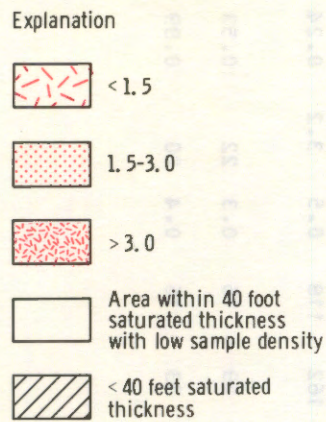 Explanation
< 1.5
1.5-3.0
> 3.0
Area within 40 foot
saturated thickness
with low sample density
< 40 feet saturated
thickness